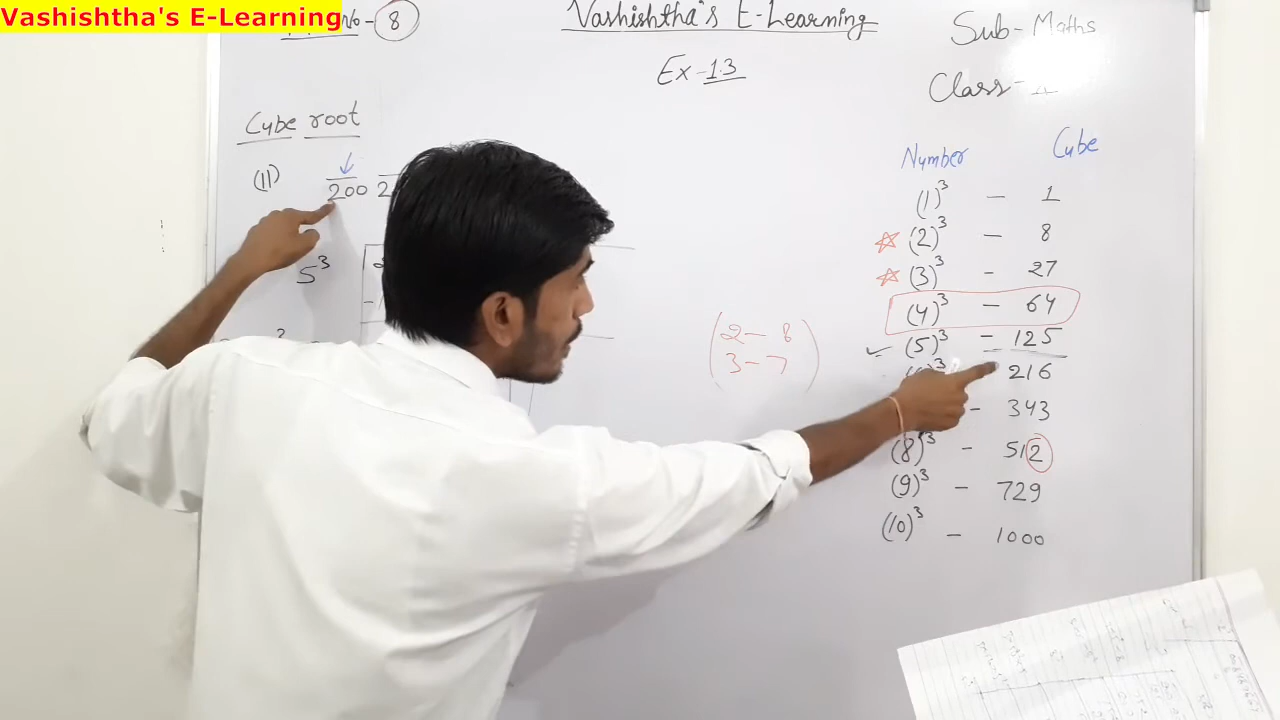 Vashishtha's E-Learning
No - 8
Vashishtha's E-Learning
Sub-Maths
Ex-13
Class-
Cube root
(11) 200 2
5³
Number Cube
(1)³ - 1
(2)³ - 8
(3)³ - 27
(4)³ - 64
(5)³ - 125
216
- 343
(8)³ - 512
(9)³ - 729
(10)³ - 1000
2 - 8
3 - 7